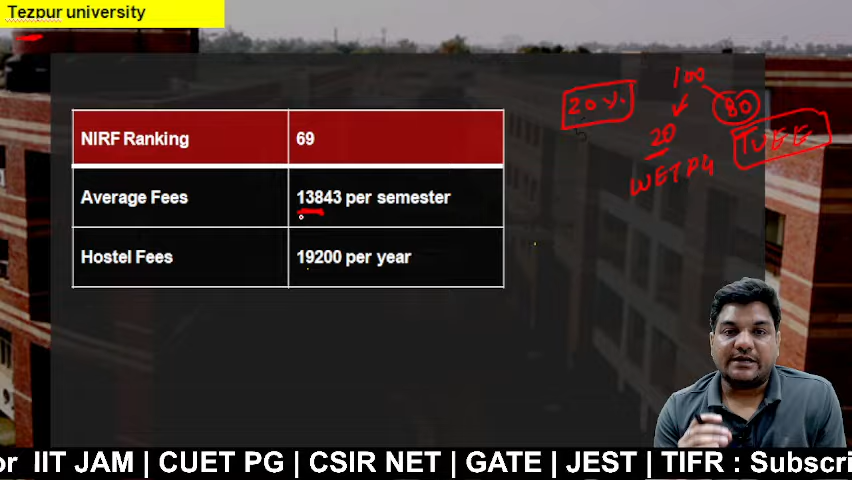 Tezpur university
NIRF Ranking 69
Average Fees 13843 per semester
Hostel Fees 19200 per year
20%
100
80
20
TUEE
or IIT JAM | CUET PG | CSIR NET | GATE | JEST | TIFR : Subscri